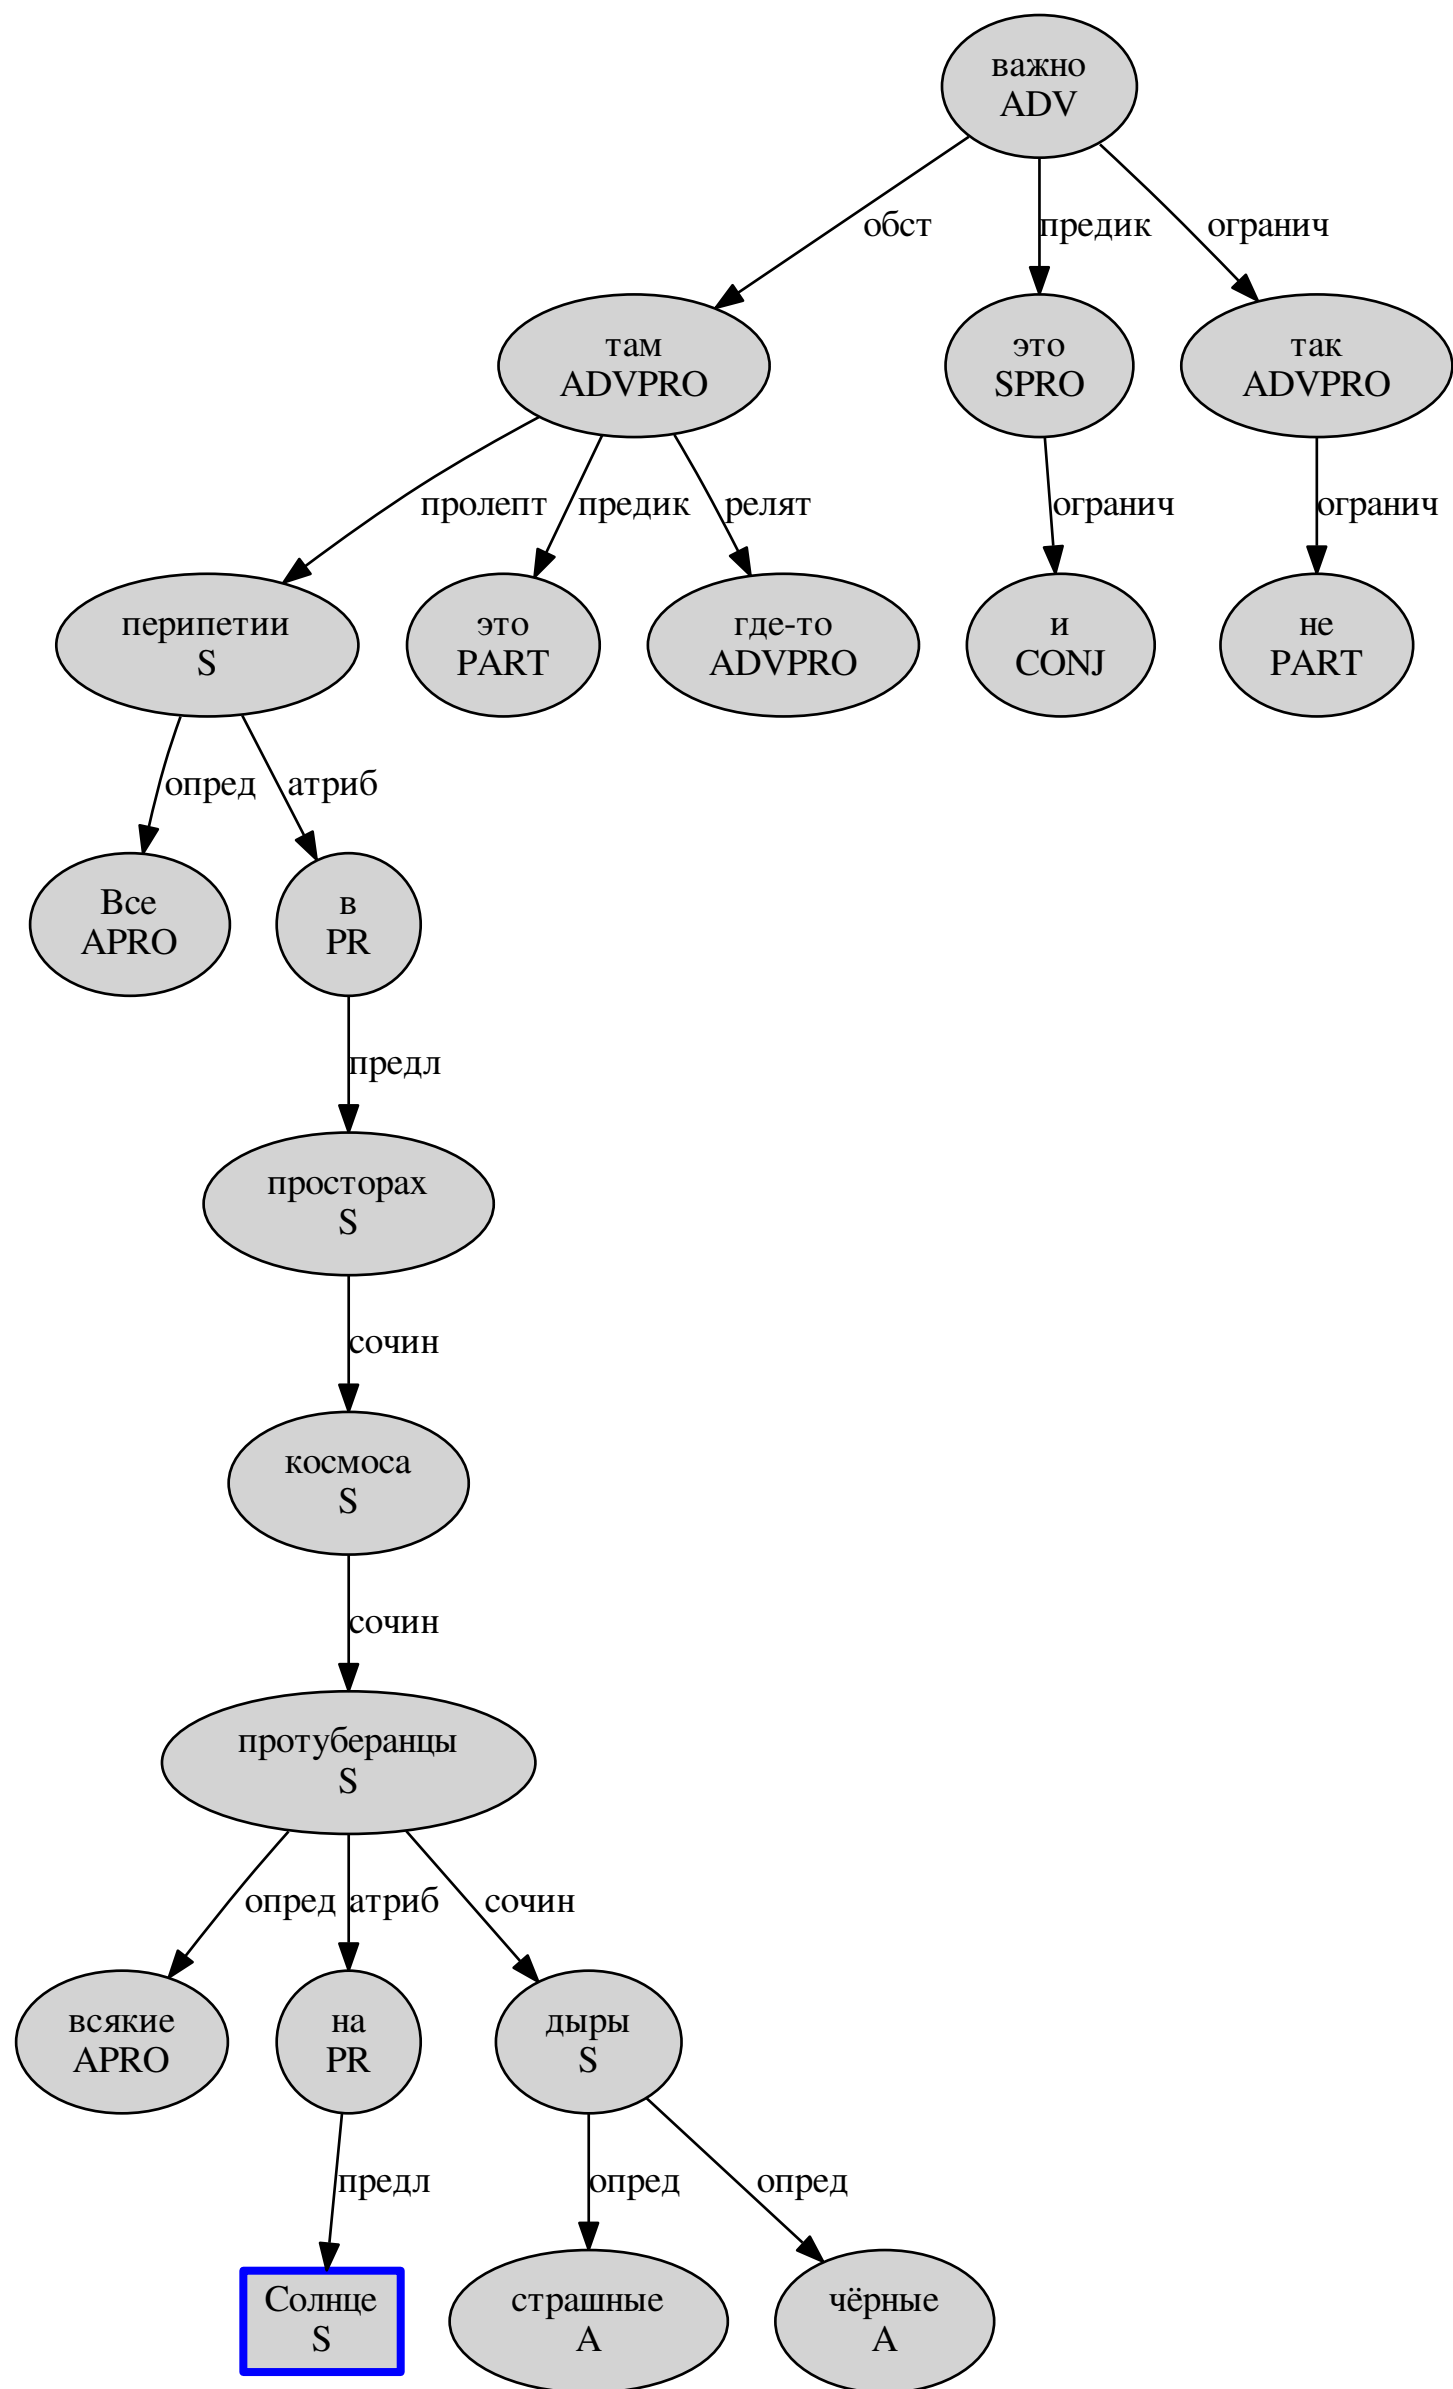 важно
ADV
обст
предик
огранич
там
ADVPRO
это
SPRO
так
ADVPRO
пролепт
предик
релят
огранич
огранич
перипетии
S
это
PART
где-то
ADVPRO
и
CONJ
не
PART
опред
атриб
Все
APRO
в
PR
предл
просторах
S
сочин
космоса
S
сочин
протуберанцы
S
опред
атриб
сочин
всякие
APRO
на
PR
дыры
S
предл
опред
опред
Солнце
S
страшные
A
чёрные
A